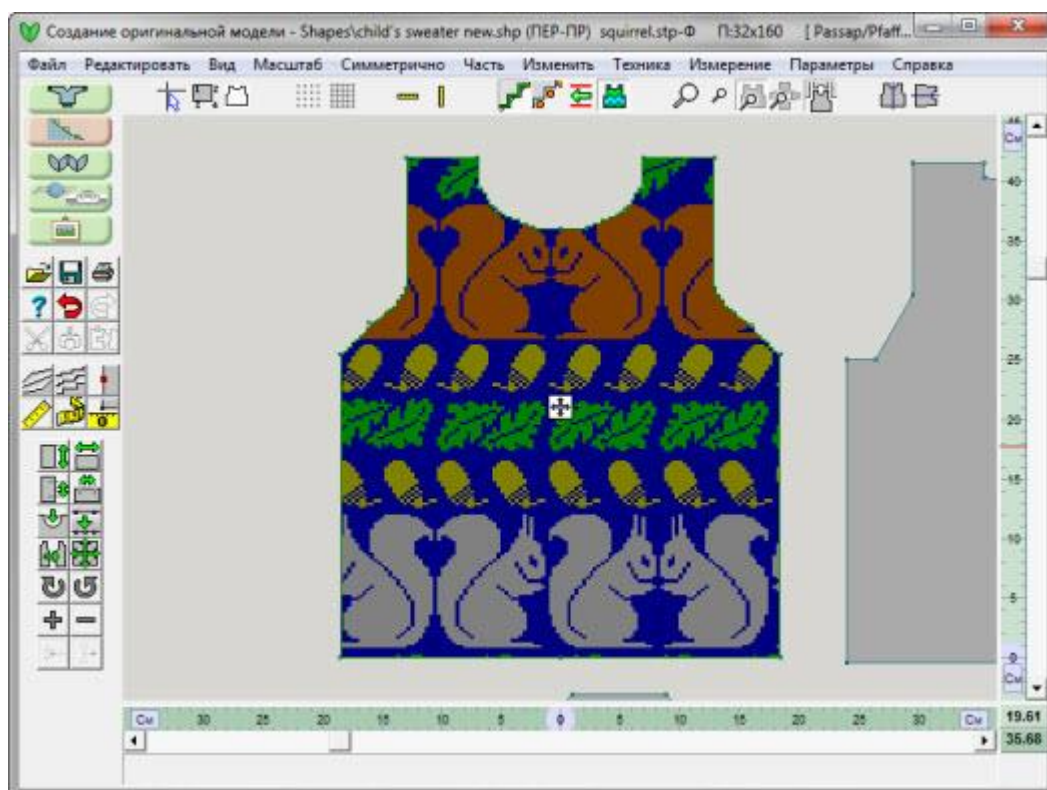 Создание оригинальной модели - Shapes\child's sweater new.shp (ПЕР-ПР) squirrel.stp-Ф П:32x160 [ Passap/Pfaff...
Файл Редактировать Вид Масштаб Симметрично Часть Изменить Техника Измерение Параметры Справка
См
40
35
30
25
20
15
10
5
0
См
См 30 25 20 15 10 5 0 5 10 15 20 25 30 См 19.61
35.68